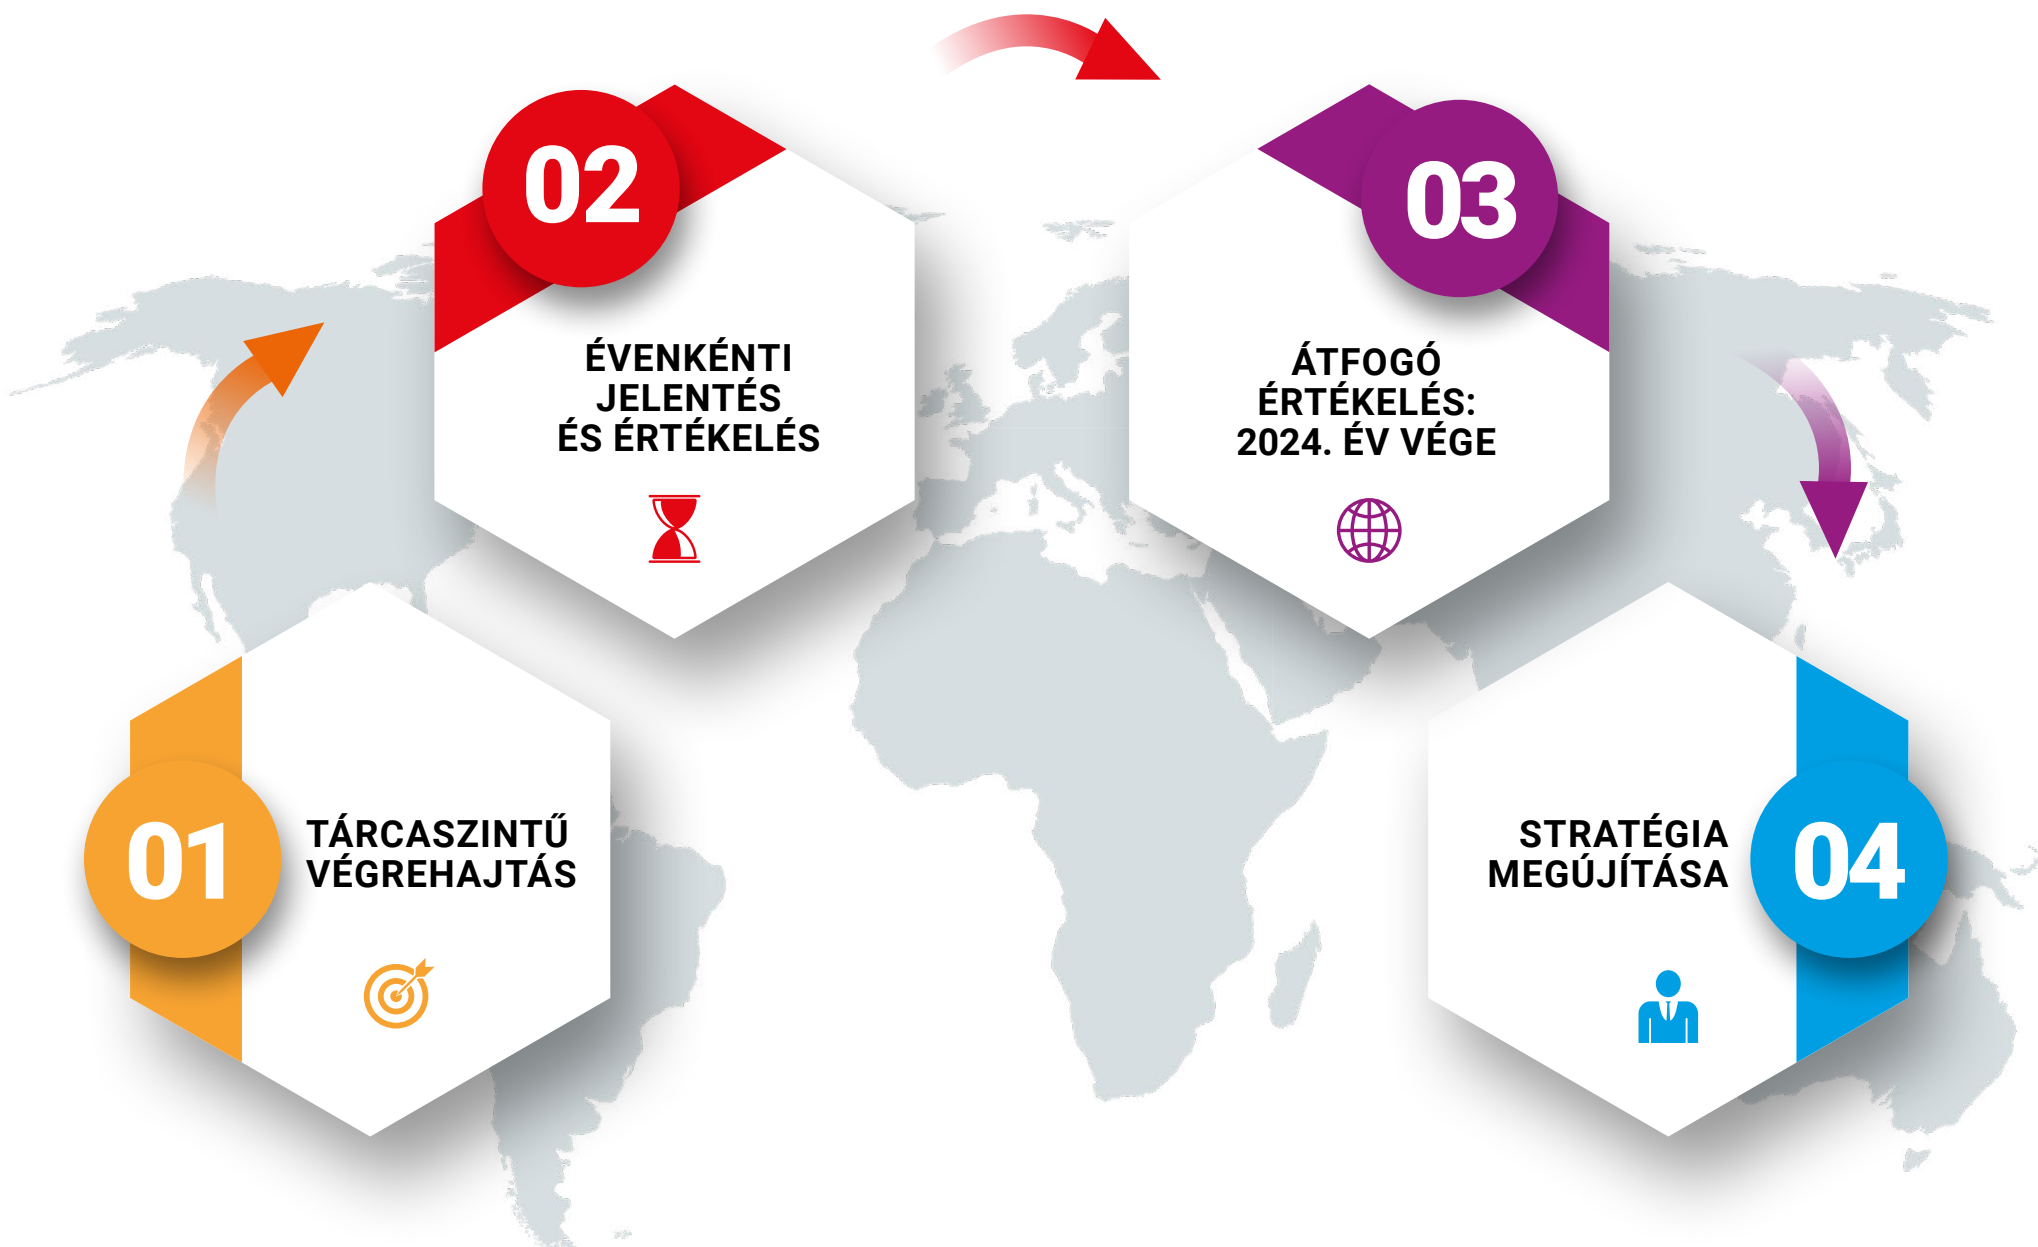 01
TÁRCASZINTŰ
VÉGREHAJTÁS
02
ÉVENKÉNTI
JELENTÉS
ÉS ÉRTÉKELÉS
03
ÁTFOGÓ
ÉRTÉKELÉS:
2024. ÉV VÉGE
04
STRATÉGIA
MEGÚJÍTÁSA